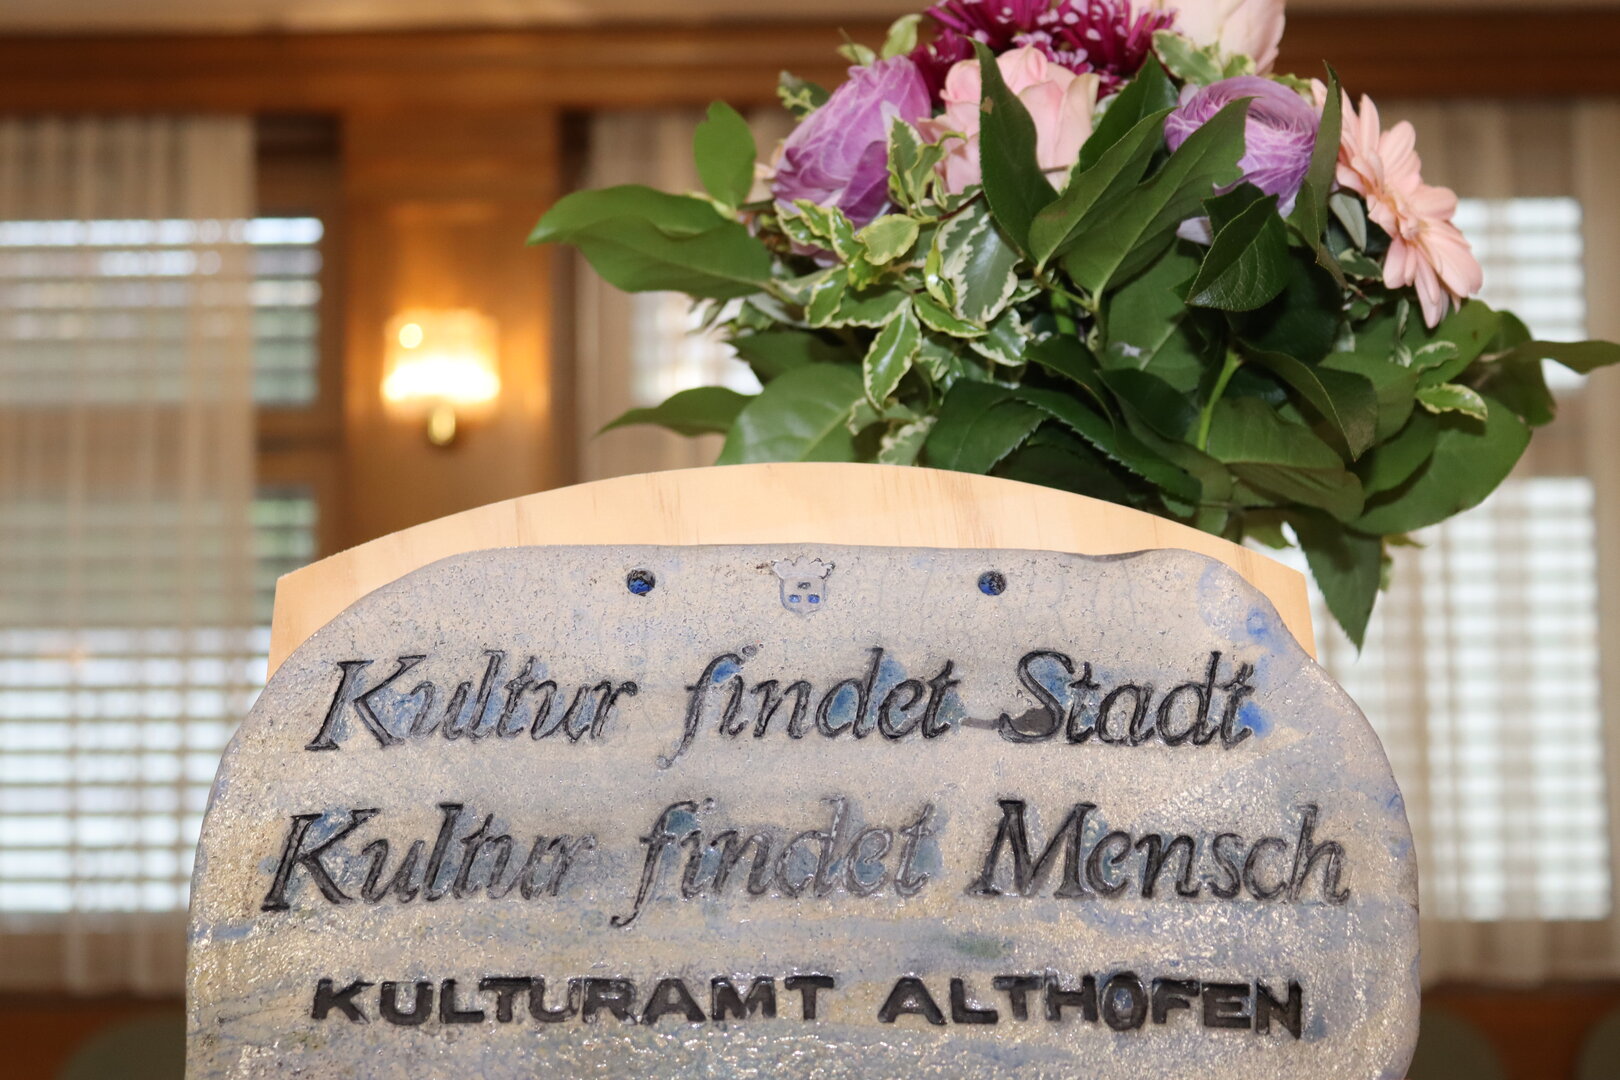 Kultur findet Stadt
Kultur findet Mensch
KULTURAMT ALTHOFEN